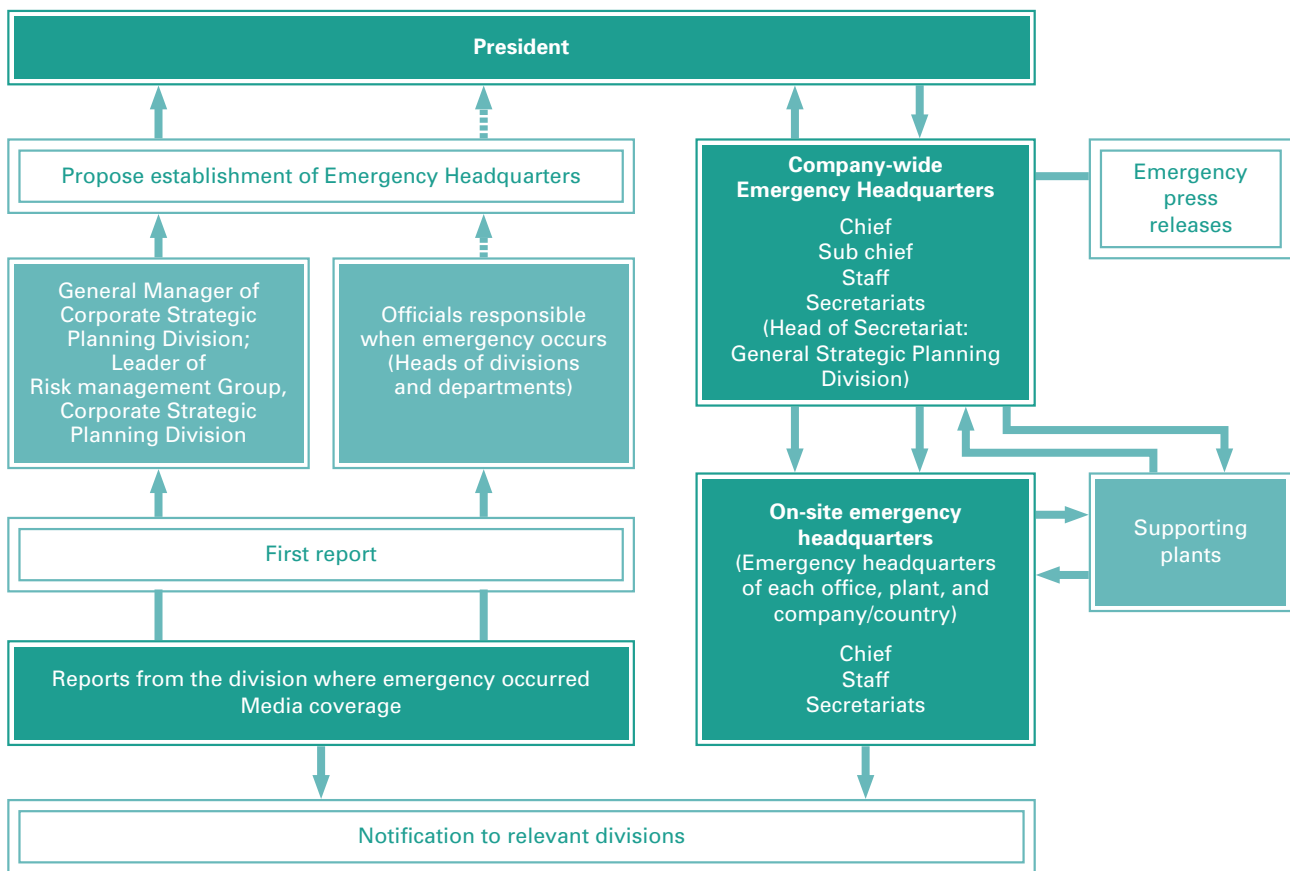 President
Propose establishment of Emergency Headquarters
General Manager of
Corporate Strategic
Planning Division;
Leader of
Risk management Group,
Corporate Strategic
Planning Division
Officials responsible
when emergency occurs
(Heads of divisions
and departments)
First report
Reports from the division where emergency occurred
Media coverage
Company-wide
Emergency Headquarters
Chief
Sub chief
Staff
Secretariats
(Head of Secretariat:
General Strategic Planning
Division)
Emergency
press
releases
On-site emergency
headquarters
(Emergency headquarters
of each office, plant, and
company/country)
Chief
Staff
Secretariats
Supporting
plants
Notification to relevant divisions